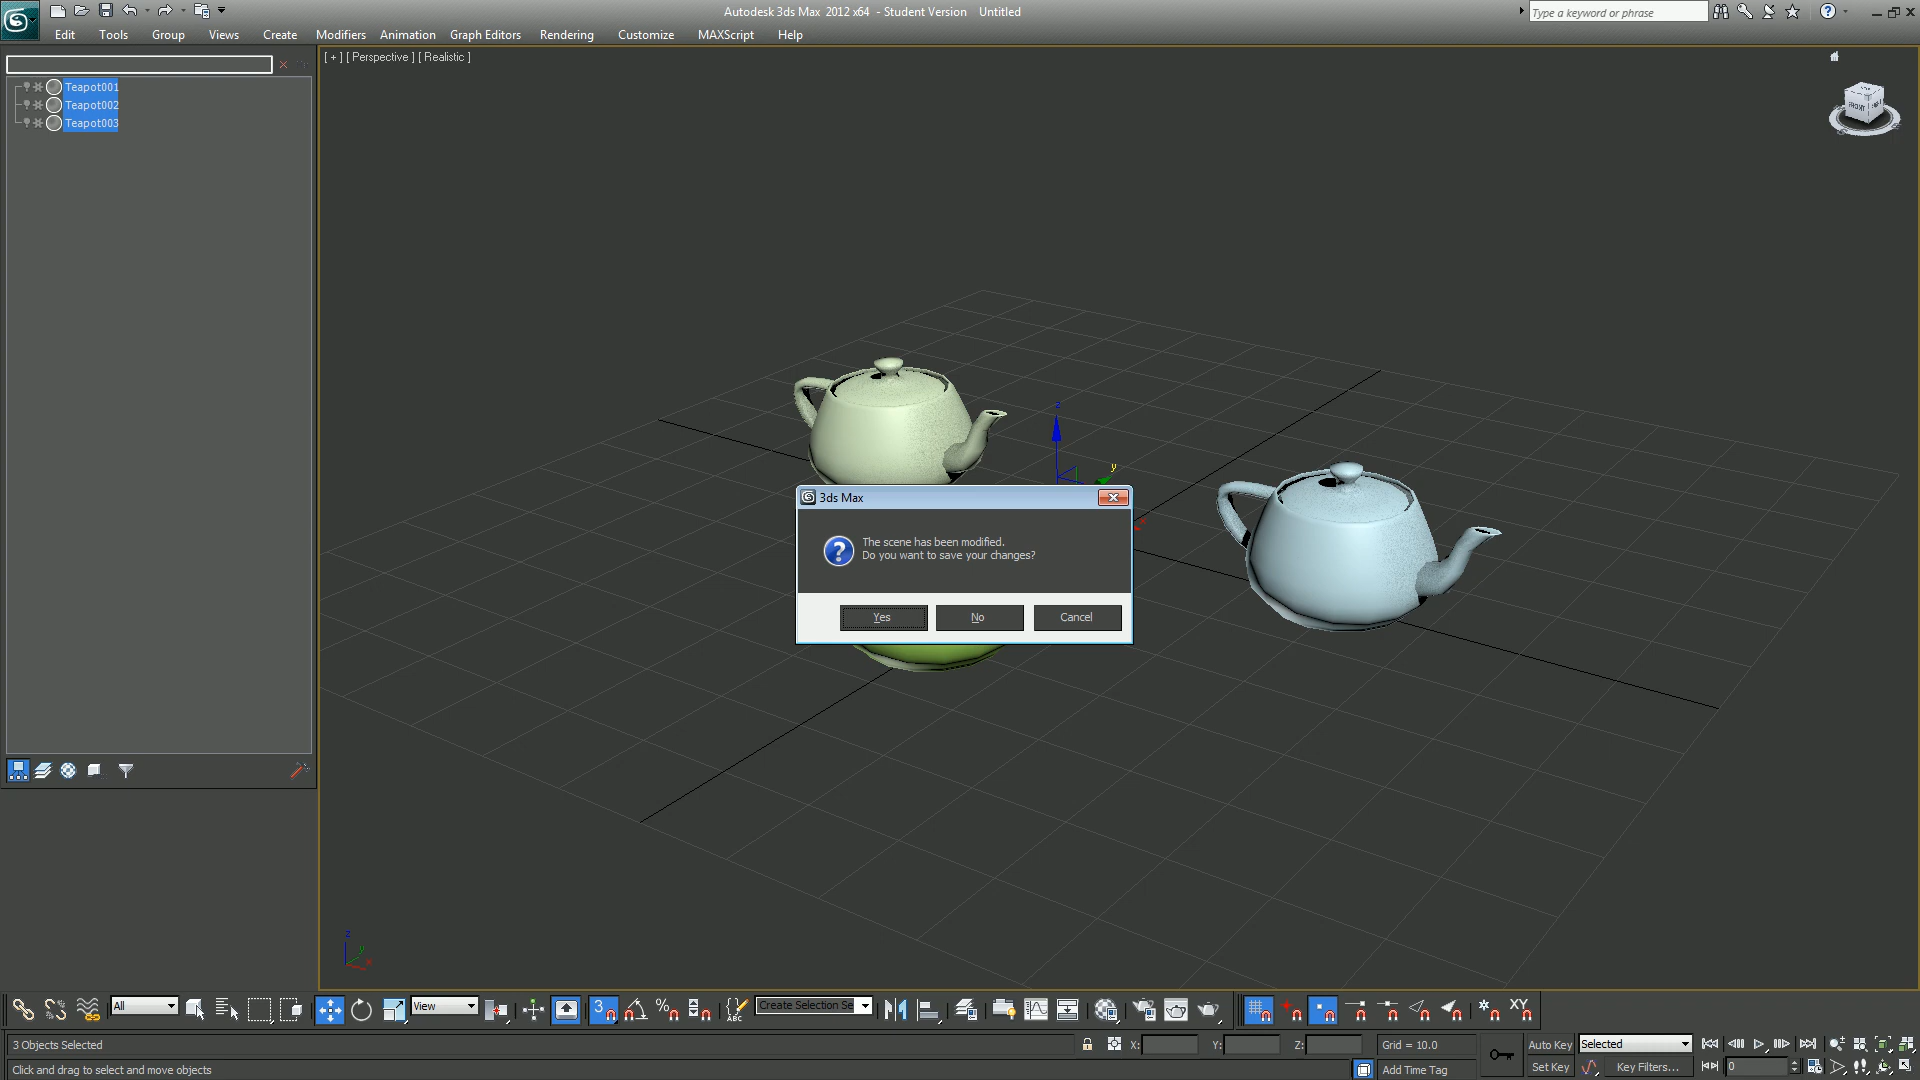 Autodesk 3ds Max 2012 x64 - Student Version Untitled
Type a keyword or phrase
Edit Tools Group Views Create Modifiers Animation Graph Editors Rendering Customize MAXScript Help
[ + ] [ Perspective ] [ Realistic ]
Teapot001
Teapot002
Teapot003
FRONT
z
y
x
3ds Max
The scene has been modified.
Do you want to save your changes?
Yes No Cancel
z
y
x
All View 3 % ABC Create Selection Se XY
3 Objects Selected X: Y: Z: Grid = 10.0 Auto Key Selected
Click and drag to select and move objects Add Time Tag Set Key Key Filters... 0